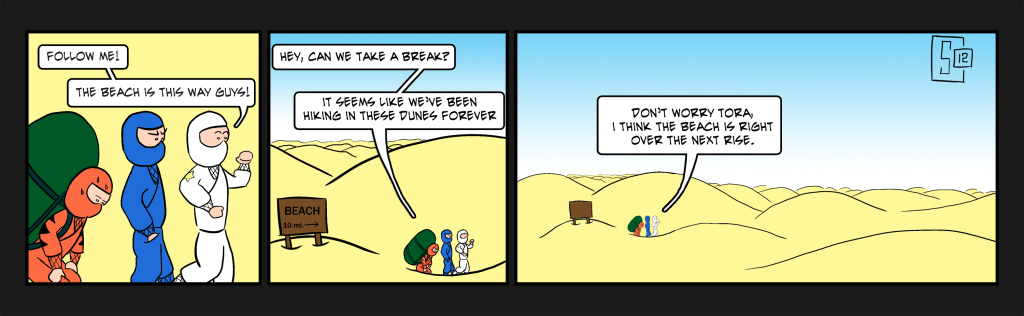 FOLLOW ME!
THE BEACH IS THIS WAY GUYS!
HEY, CAN WE TAKE A BREAK?
IT SEEMS LIKE WE'VE BEEN
HIKING IN THESE DUNES FOREVER
BEACH
10 mi. →
DON'T WORRY TORA,
I THINK THE BEACH IS RIGHT
OVER THE NEXT RISE.
SC
12